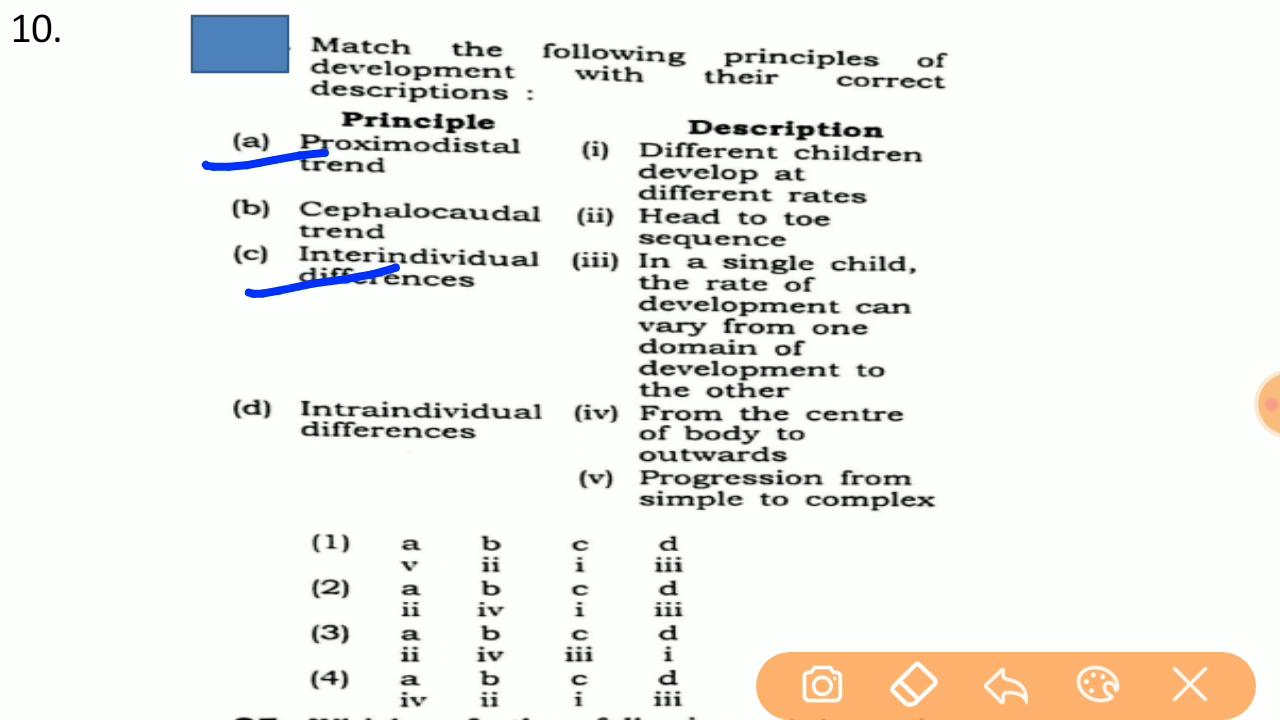 10.
Match the following principles of
development with their correct
descriptions :
Principle Description
(a) Proximodistal (i) Different children
trend develop at
different rates
(b) Cephalocaudal (ii) Head to toe
trend sequence
(c) Interindividual (iii) In a single child,
differences the rate of
development can
vary from one
domain of
development to
the other
(d) Intraindividual (iv) From the centre
differences of body to
outwards
(v) Progression from
simple to complex
(1) a b c d
v ii i iii
(2) a b c d
ii iv i iii
(3) a b c d
ii iv iii i
(4) a b c d
iv ii i iii